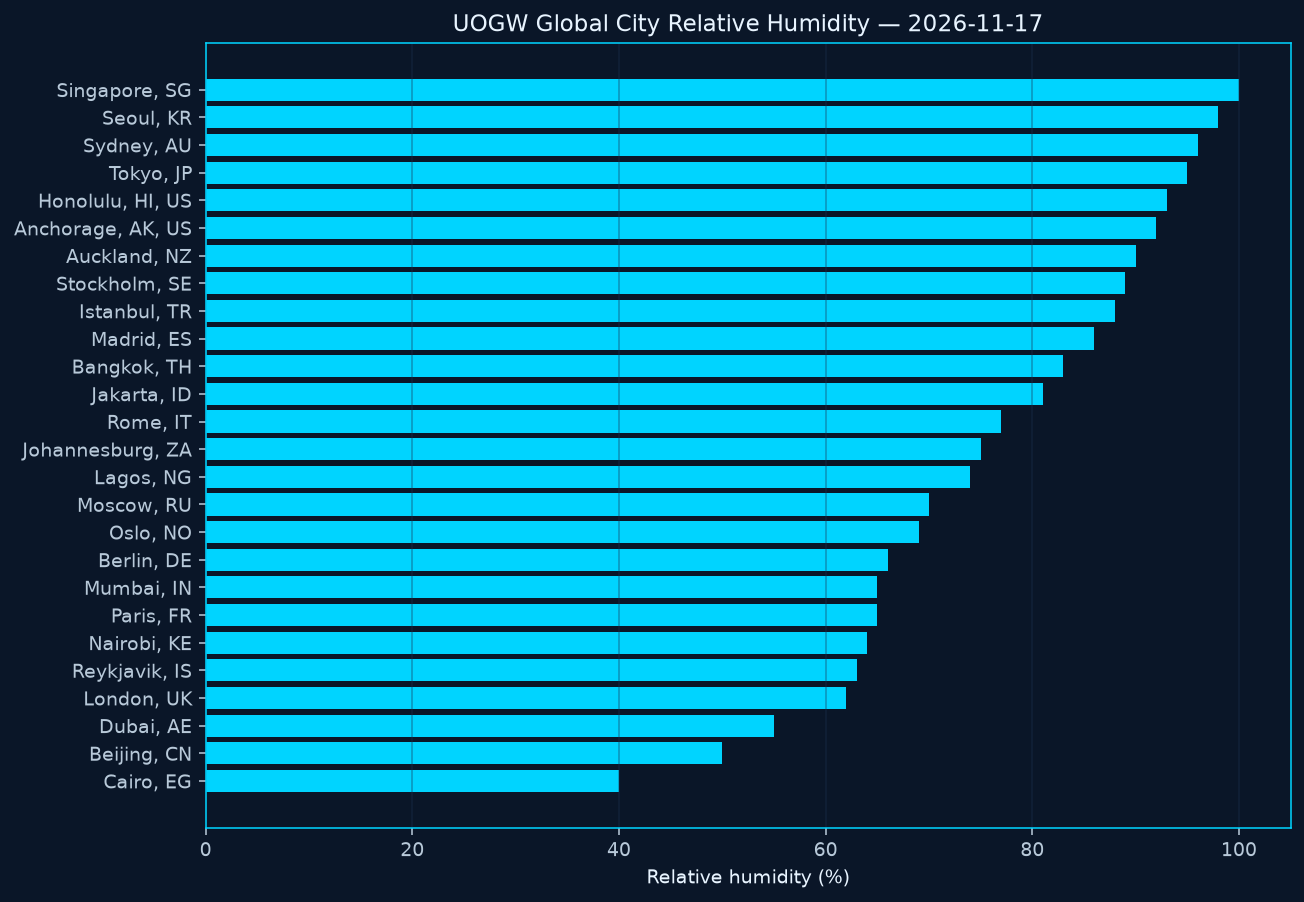 UOGW Global City Relative Humidity — 2026-11-17
Singapore, SG
Seoul, KR
Sydney, AU
Tokyo, JP
Honolulu, HI, US
Anchorage, AK, US
Auckland, NZ
Stockholm, SE
Istanbul, TR
Madrid, ES
Bangkok, TH
Jakarta, ID
Rome, IT
Johannesburg, ZA
Lagos, NG
Moscow, RU
Oslo, NO
Berlin, DE
Mumbai, IN
Paris, FR
Nairobi, KE
Reykjavik, IS
London, UK
Dubai, AE
Beijing, CN
Cairo, EG
0 20 40 60 80 100
Relative humidity (%)